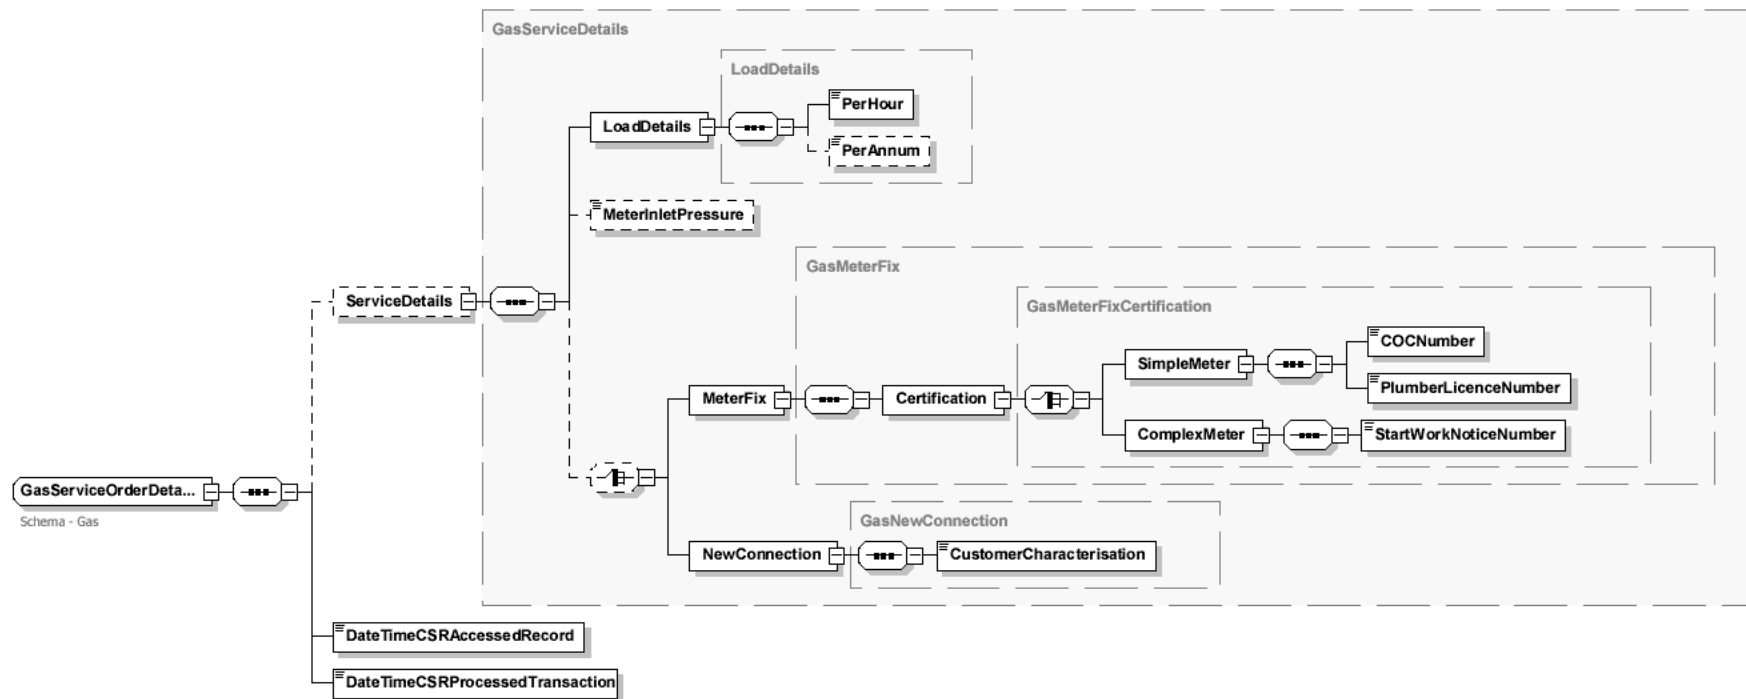 GasServiceDetails
LoadDetails
PerHour
LoadDetails
PerAnnum
MeterInletPressure
GasMeterFix
ServiceDetails
GasMeterFixCertification
COCNumber
SimpleMeter
PlumberLicenceNumber
MeterFix
Certification
ComplexMeter
StartWorkNoticeNumber
GasServiceOrderDeta...
Schema - Gas
GasNewConnection
NewConnection
CustomerCharacterisation
DateTimeCSRAccessedRecord
DateTimeCSRProcessedTransaction